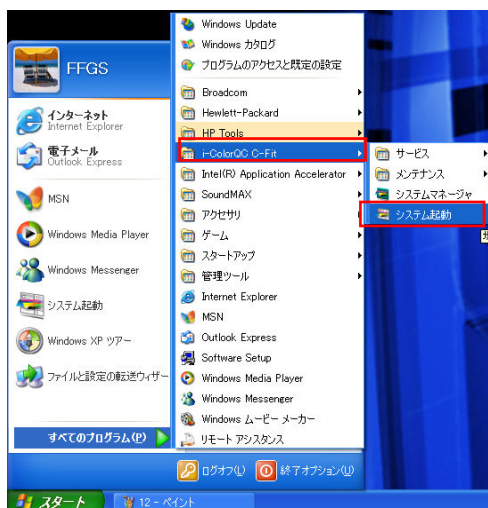 FFGS
インターネット
Internet Explorer
電子メール
Outlook Express
MSN
Windows Media Player
Windows Messenger
システム起動
Windows XP ツアー
ファイルと設定の転送ウィザー
すべてのプログラム(P)
Windows Update
Windows カタログ
プログラムのアクセスと既定の設定
Broadcom
Hewlett-Packard
HP Tools
i-ColorQC C-Fit
Intel(R) Application Accelerator
SoundMAX
アクセサリ
ゲーム
スタートアップ
管理ツール
Internet Explorer
MSN
Outlook Express
Software Setup
Windows Media Player
Windows Messenger
Windows ムービー メーカー
リモート アシスタンス
サービス
メンテナンス
システムマネージャ
システム起動
ログオフ(L)
終了オプション(U)
スタート
12 - ペイント